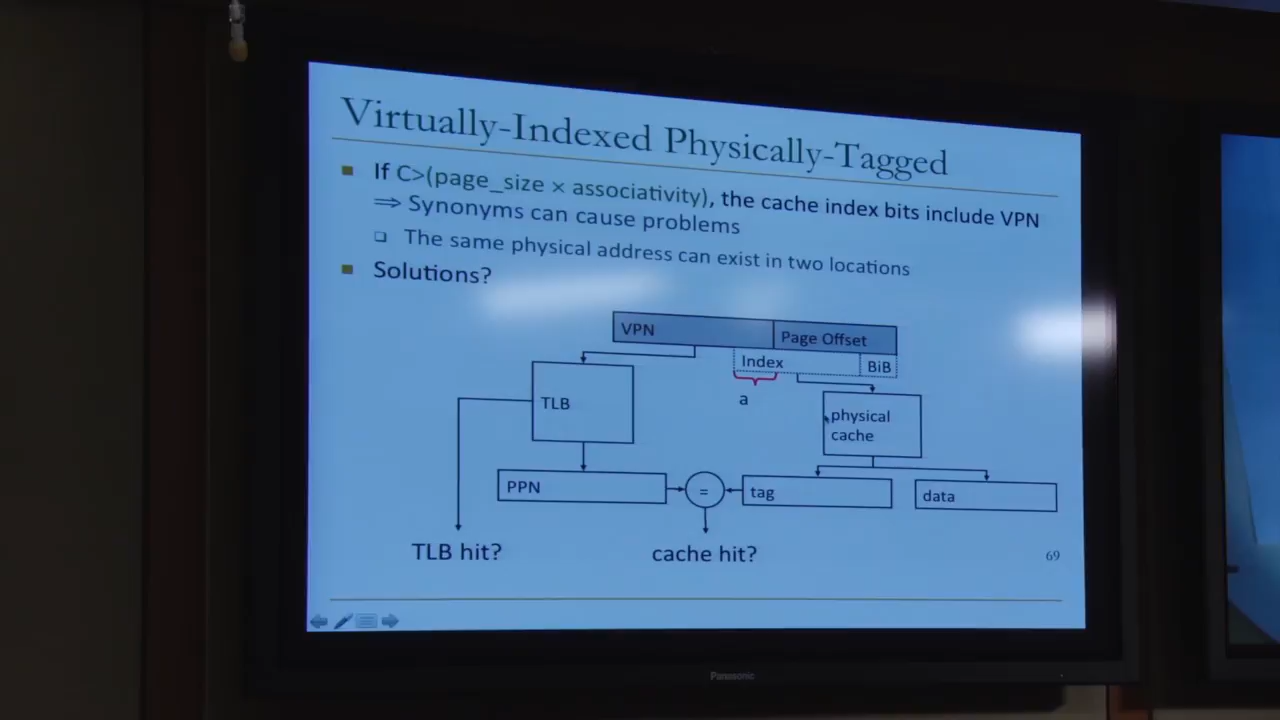 Virtually-Indexed Physically-Tagged
If C>(page_size × associativity), the cache index bits include VPN
⇒ Synonyms can cause problems
The same physical address can exist in two locations
Solutions?
VPN
Page Offset
Index
BiB
a
TLB
physical
cache
PPN
=
tag
data
TLB hit?
cache hit?
69
Panasonic